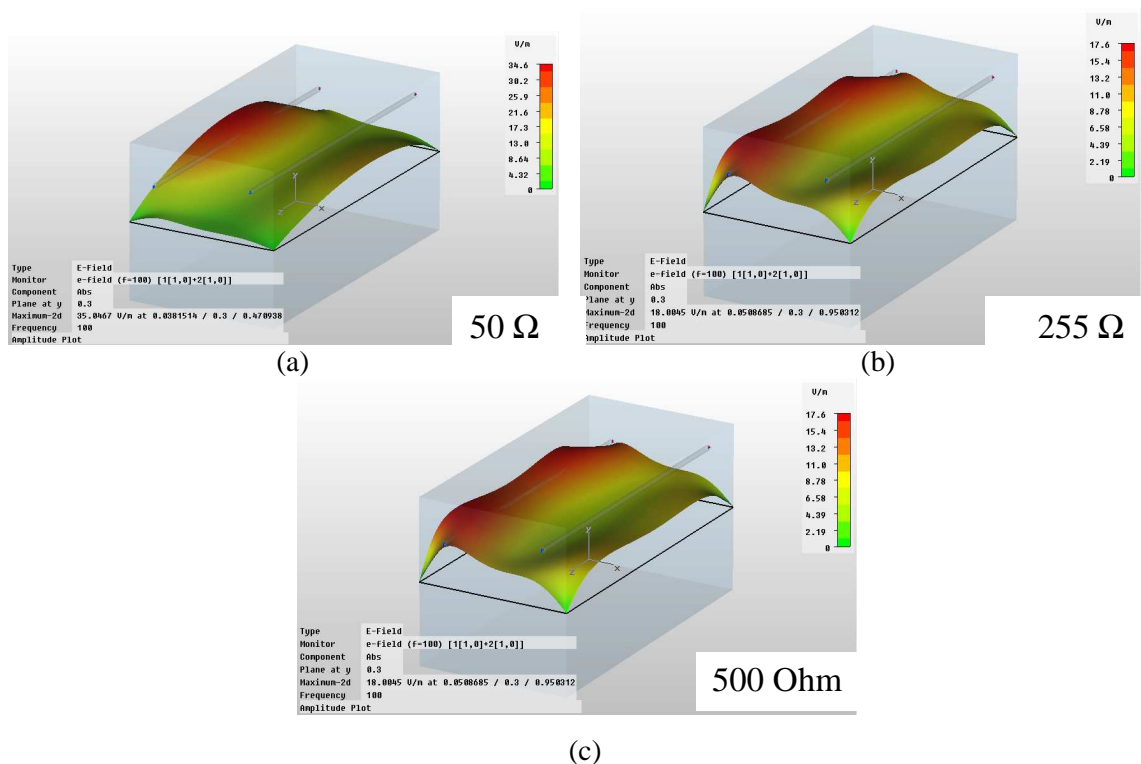 V/m
34.6
30.2
25.9
21.6
17.3
13.0
8.64
4.32
0
y
z x
Type E-Field
Monitor e-field (f=100) [1[1,0]+2[1,0]]
Component Abs
Plane at y 0.3
Maximum-2d 35.0467 V/m at 0.0381514 / 0.3 / 0.470938
Frequency 100
Amplitude Plot
50 Ω
(a)
V/m
17.6
15.4
13.2
11.0
8.78
6.58
4.39
2.19
0
y
z x
Type E-Field
Monitor e-field (f=100) [1[1,0]+2[1,0]]
Component Abs
Plane at y 0.3
Maximum-2d 18.0045 V/m at 0.0508685 / 0.3 / 0.950312
Frequency 100
Amplitude Plot
255 Ω
(b)
V/m
17.6
15.4
13.2
11.0
8.78
6.58
4.39
2.19
0
y
z x
Type E-Field
Monitor e-field (f=100) [1[1,0]+2[1,0]]
Component Abs
Plane at y 0.3
Maximum-2d 18.0045 V/m at 0.0508685 / 0.3 / 0.950312
Frequency 100
Amplitude Plot
500 Ohm
(c)